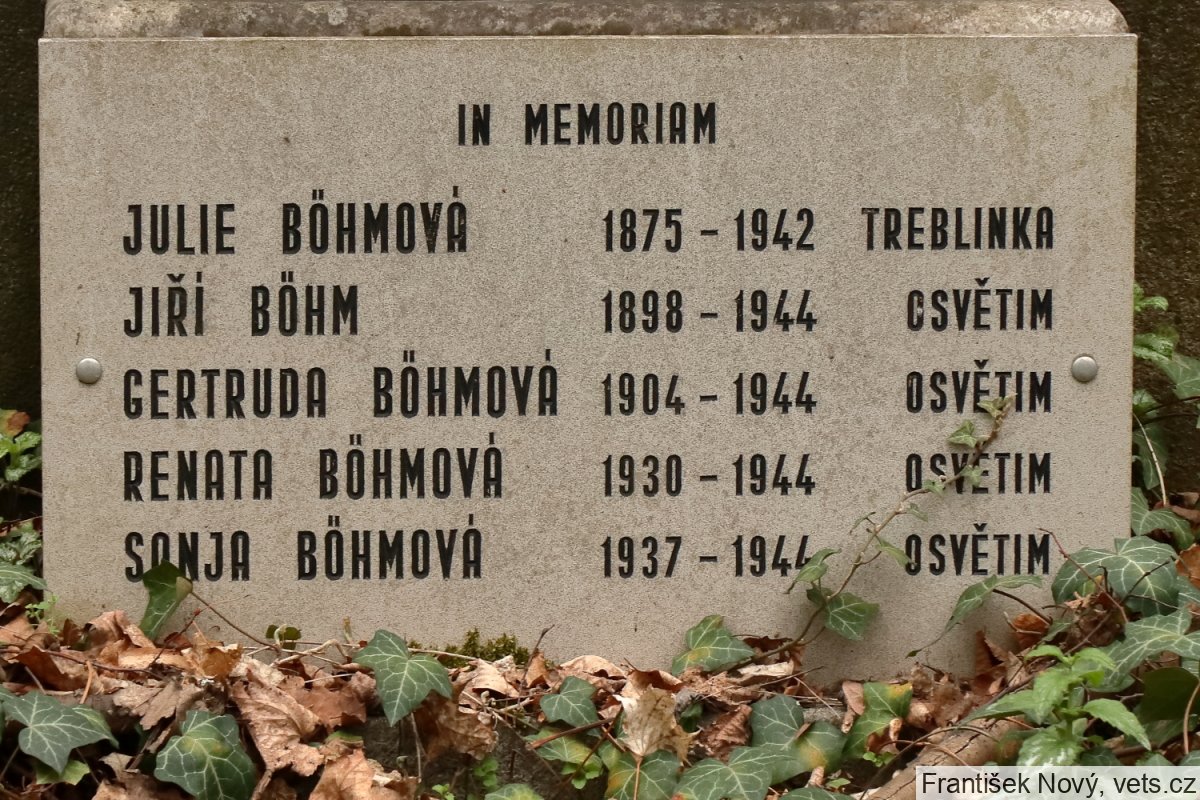 IN MEMORIAM
JULIE BÖHMOVÁ 1875 – 1942 TREBLINKA
JIŘÍ BÖHM 1898 – 1944 OSVĚTIM
GERTRUDA BÖHMOVÁ 1904 – 1944 OSVĚTIM
RENATA BÖHMOVÁ 1930 – 1944 OSVĚTIM
SONJA BÖHMOVÁ 1937 – 1944 OSVĚTIM
František Nový, vets.cz